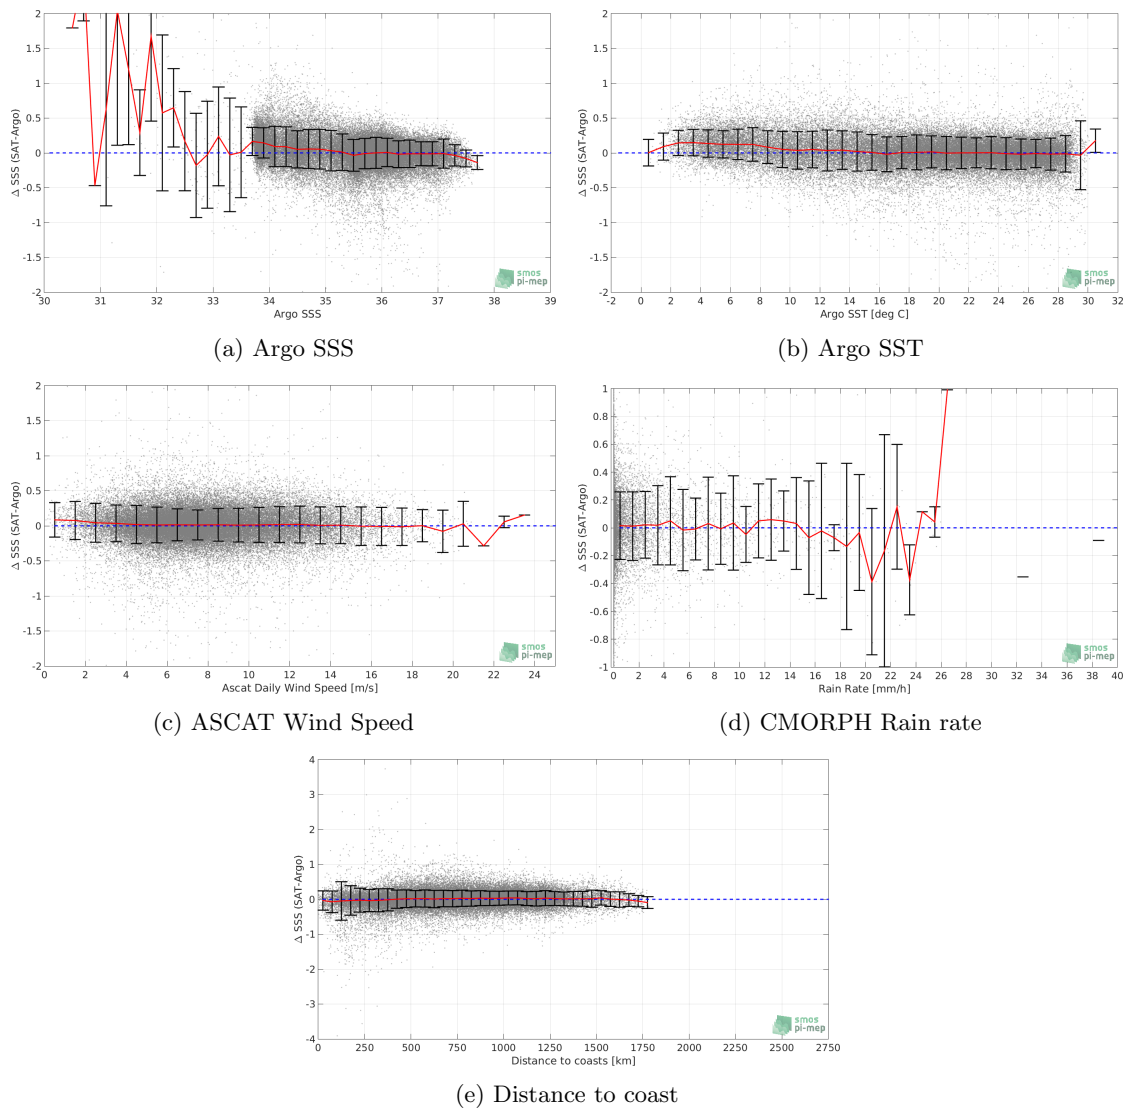 2
1.5
1
0.5
0
-0.5
-1
-1.5
-2
Δ SSS (SAT-Argo)
30 31 32 33 34 35 36 37 38 39
Argo SSS
smos
pi-mep
(a) Argo SSS
2
1.5
1
0.5
0
-0.5
-1
-1.5
-2
Δ SSS (SAT-Argo)
-2 0 2 4 6 8 10 12 14 16 18 20 22 24 26 28 30 32
Argo SST [deg C]
smos
pi-mep
(b) Argo SST
2
1.5
1
0.5
0
-0.5
-1
-1.5
-2
Δ SSS (SAT-Argo)
0 2 4 6 8 10 12 14 16 18 20 22 24
Ascat Daily Wind Speed [m/s]
smos
pi-mep
(c) ASCAT Wind Speed
1
0.8
0.6
0.4
0.2
0
-0.2
-0.4
-0.6
-0.8
-1
Δ SSS (SAT-Argo)
0 2 4 6 8 10 12 14 16 18 20 22 24 26 28 30 32 34 36 38 40
Rain Rate [mm/h]
smos
pi-mep
(d) CMORPH Rain rate
4
3
2
1
0
-1
-2
-3
-4
Δ SSS (SAT-Argo)
0 250 500 750 1000 1250 1500 1750 2000 2250 2500 2750
Distance to coasts [km]
smos
pi-mep
(e) Distance to coast